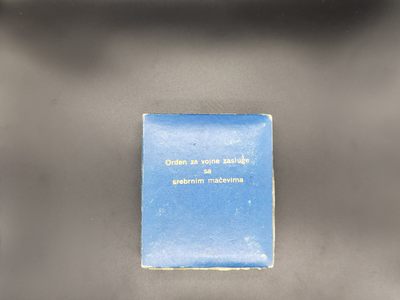 Orden za vojne zasluge
sa
srebrnim mačevima